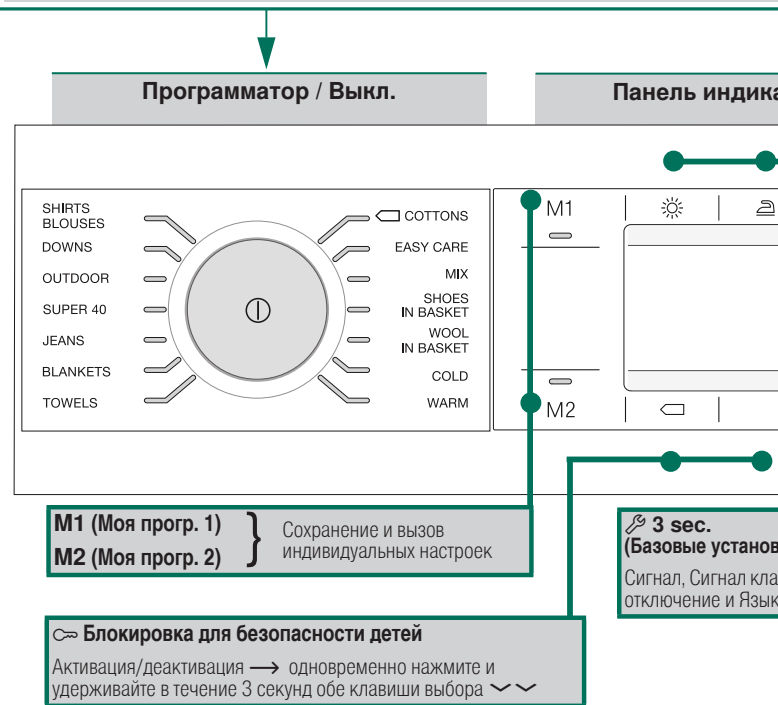 Программатор / Выкл.
Панель индика
SHIRTS
BLOUSES
DOWNS
OUTDOOR
SUPER 40
JEANS
BLANKETS
TOWELS
COTTONS
EASY CARE
MIX
SHOES
IN BASKET
WOOL
IN BASKET
COLD
WARM
M1
M2
M1 (Моя прогр. 1)
M2 (Моя прогр. 2)
Сохранение и вызов
индивидуальных настроек
3 sec.
(Базовые установ
Сигнал, Сигнал кла
отключение и Язык
Блокировка для безопасности детей
Активация/деактивация → одновременно нажмите и
удерживайте в течение 3 секунд обе клавиши выбора